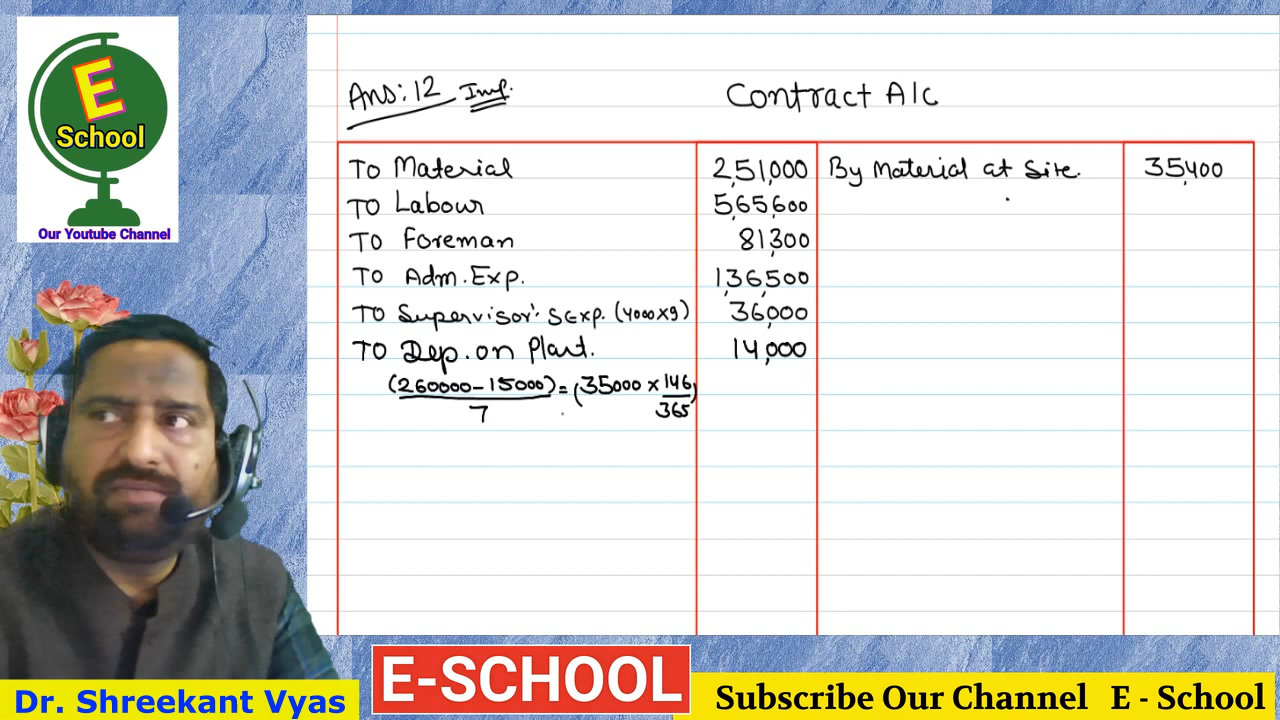 E
School
Our Youtube Channel
Ans: 12 Imp.
Contract A/C
To Material 2,51,000 By Material at Site. 35,400
To Labour 5,65,600
To Foreman 81,300
To Adm. Exp. 1,36,500
To Supervisor's Exp. (4000×9) 36,000
To Dep. on Plant. 14,000
(260000-15000) = (35000 × 146
7 365)
E-SCHOOL
Dr. Shreekant Vyas
Subscribe Our Channel E - School